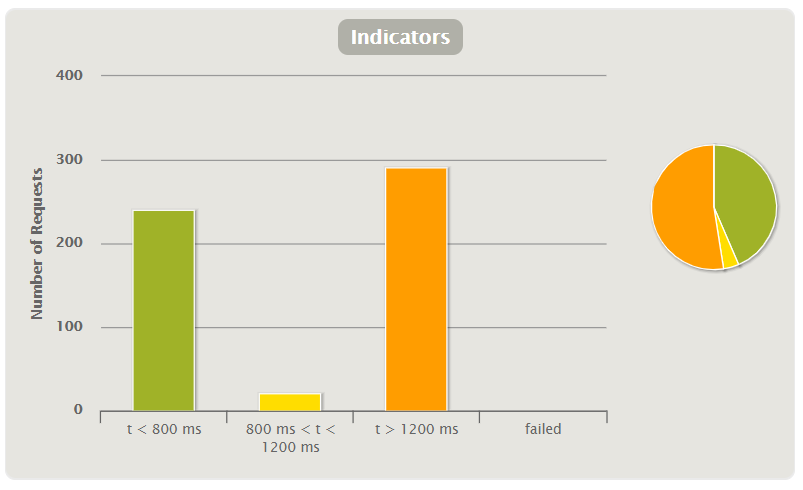 Indicators
400
300
200
100
0
Number of Requests
t < 800 ms
800 ms < t <
1200 ms
t > 1200 ms
failed